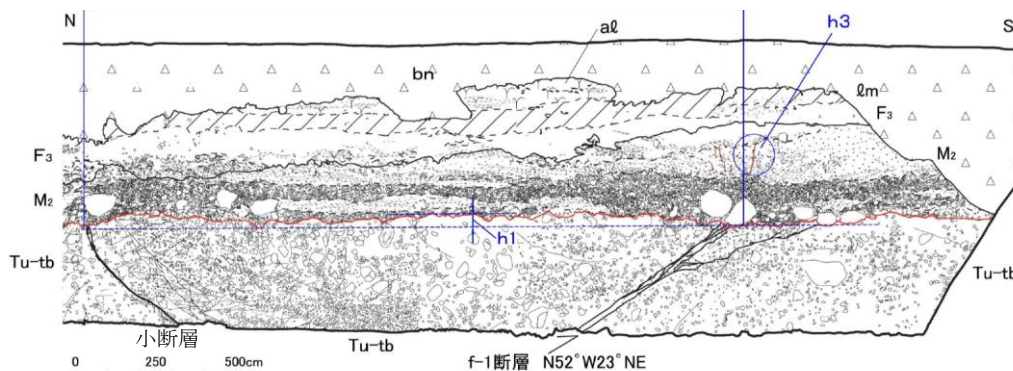 N
S
al
h3
bn
lm
F3
F3
M2
M2
h1
Tu-tb
Tu-tb
小断層
Tu-tb
f-1断層 N52°W23°NE
0 250 500cm